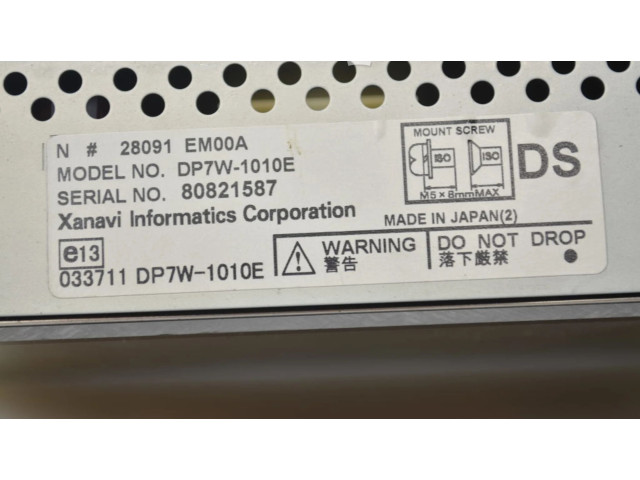 N # 28091 EM00A
MODEL NO. DP7W-1010E
SERIAL NO. 80821587
Xanavi Informatics Corporation
MOUNT SCREW
ISO ISO
M5×8mmMAX
DS
MADE IN JAPAN(2)
e13
033711 DP7W-1010E
! WARNING
警告
DO NOT DROP
落下厳禁